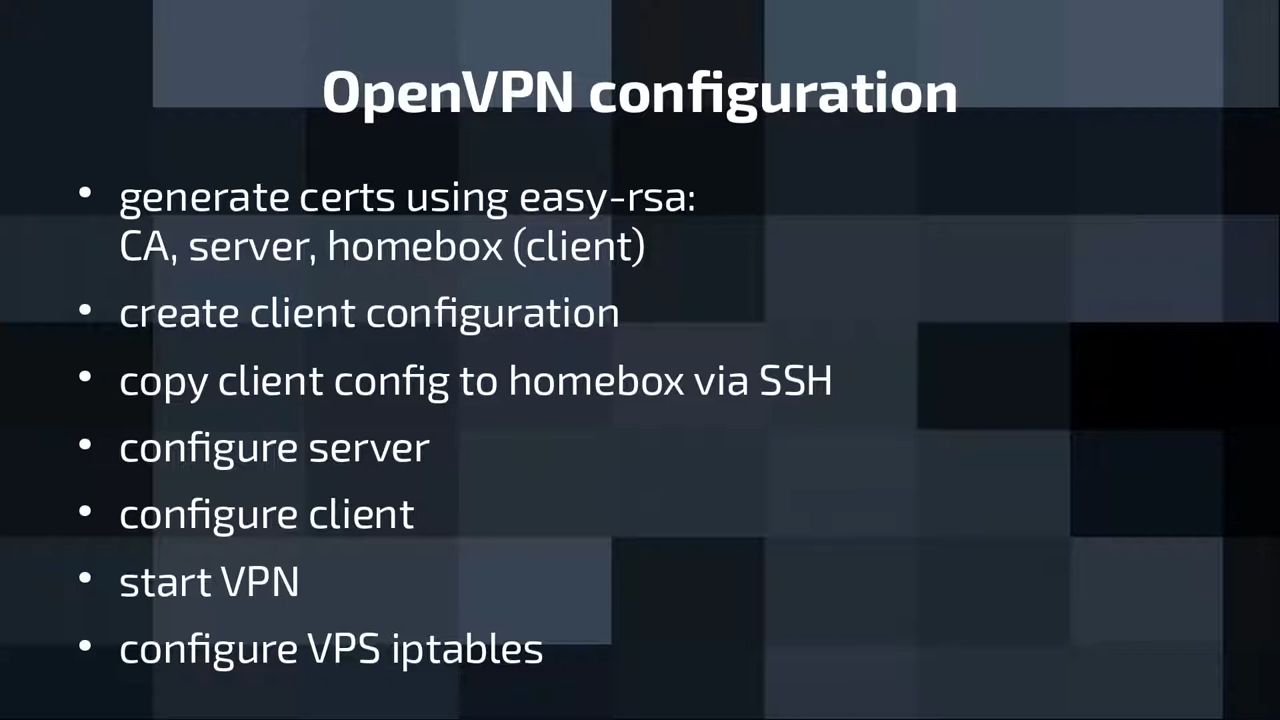 OpenVPN configuration
• generate certs using easy-rsa:
CA, server, homebox (client)
• create client configuration
• copy client config to homebox via SSH
• configure server
• configure client
• start VPN
• configure VPS iptables